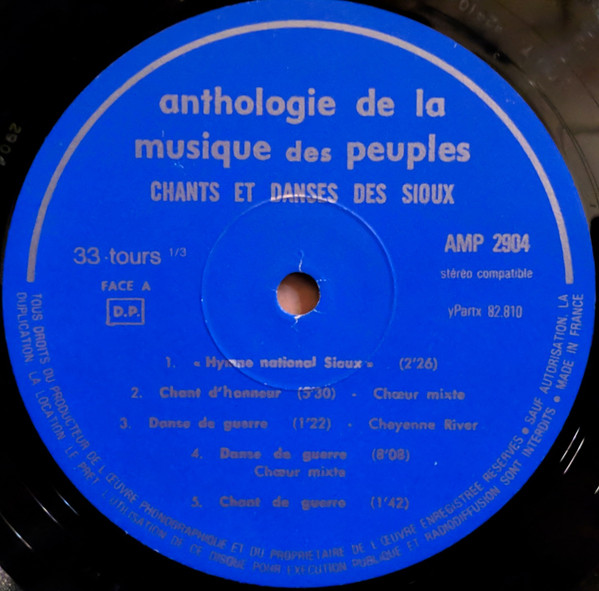 anthologie de la
musique des peuples
CHANTS ET DANSES DES SIOUX
33 tours 1/3
AMP 2904
stéréo compatible
FACE A
D.P.
yPartx 82.810
1. « Hymne national Sioux » (2'26)
2. Chant d'honneur (5'30) - Chœur mixte
3. Danse de guerre (1'22) - Cheyenne River
4. Danse de guerre (8'08)
Chœur mixte
5. Chant de guerre (1'42)
TOUS DROITS DU PRODUCTEUR DE L'ŒUVRE PHONOGRAPHIQUE ET DU PROPRIETAIRE DE L'ŒUVRE ENREGISTREE RESERVES • SAUF AUTORISATION, LA
DUPLICATION, LA LOCATION, LE PRET, L'UTILISATION DE CE DISQUE POUR EXECUTION PUBLIQUE ET RADIODIFFUSION SONT INTERDITS • MADE IN FRANCE